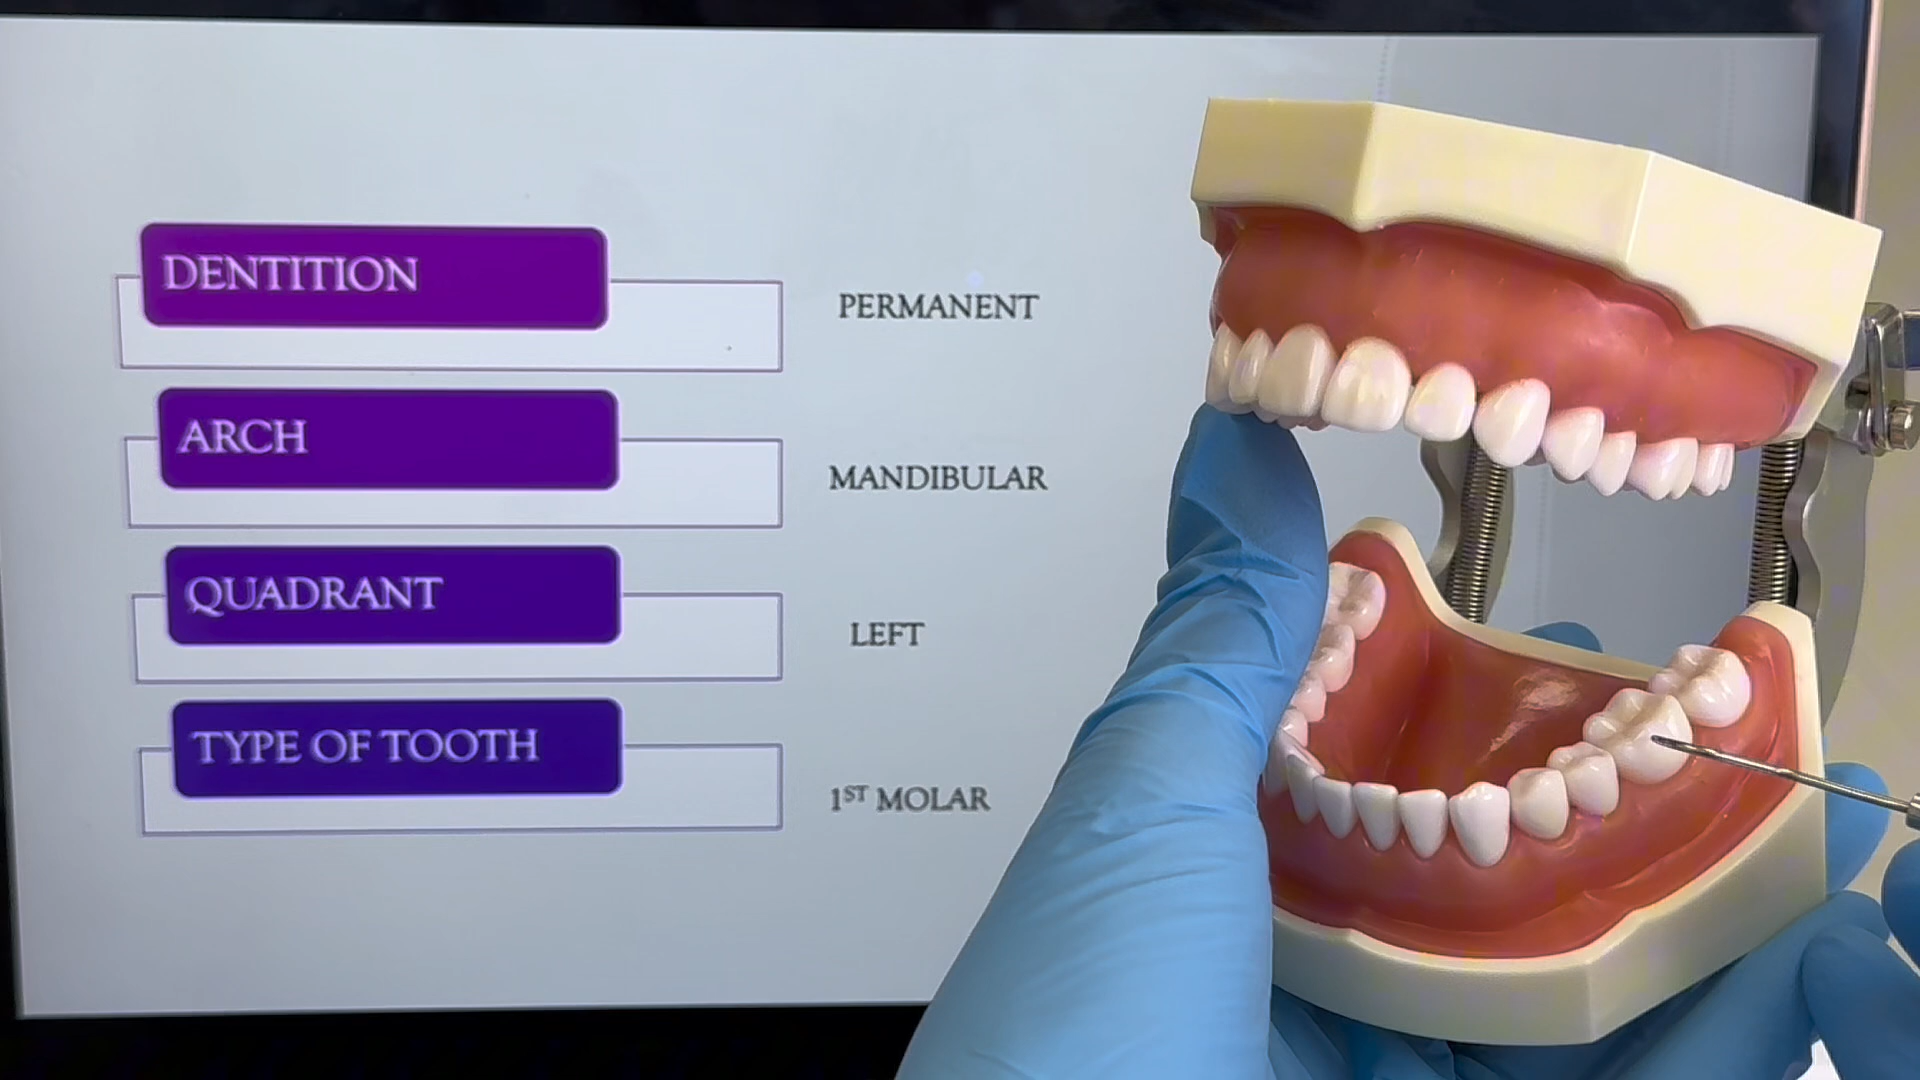 DENTITION
PERMANENT
ARCH
MANDIBULAR
QUADRANT
LEFT
TYPE OF TOOTH
1ST MOLAR